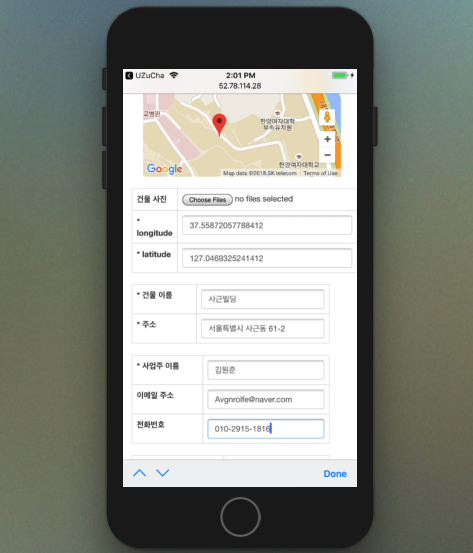 UZuCha 2:01 PM
52.78.114.28
교병원
한양여자대학
부속유치원
한양여자대학교
Google Map data ©2018 SK telecom Terms of Use
건물 사진 Choose Files no files selected
* longitude 37.55872057788412
* latitude 127.0469325241412
* 건물 이름 사근빌딩
* 주소 서울특별시 사근동 61-2
* 사업주 이름 김원준
이메일 주소 Avgnrolfe@naver.com
전화번호 010-2915-1816
Done